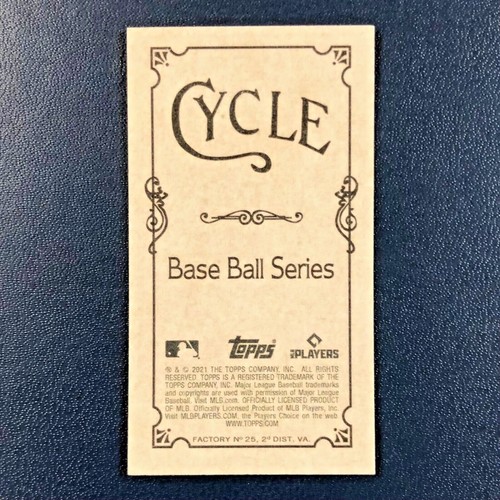 CYCLE
Base Ball Series
TOPPS MLB PLAYERS
® & © 2021 THE TOPPS COMPANY, INC. ALL RIGHTS
RESERVED. TOPPS IS A REGISTERED TRADEMARK OF THE
TOPPS COMPANY, INC. Major League Baseball trademarks
and copyrights are used with permission of Major League
Baseball. Visit MLB.com. OFFICIALLY LICENSED PRODUCT
OF MLB. Officially Licensed Product of MLB Players, Inc.
Visit MLBPLAYERS.COM, the Players Choice on the web.
WWW.TOPPS.COM
FACTORY Nº 25, 2ᵈ DIST. VA.